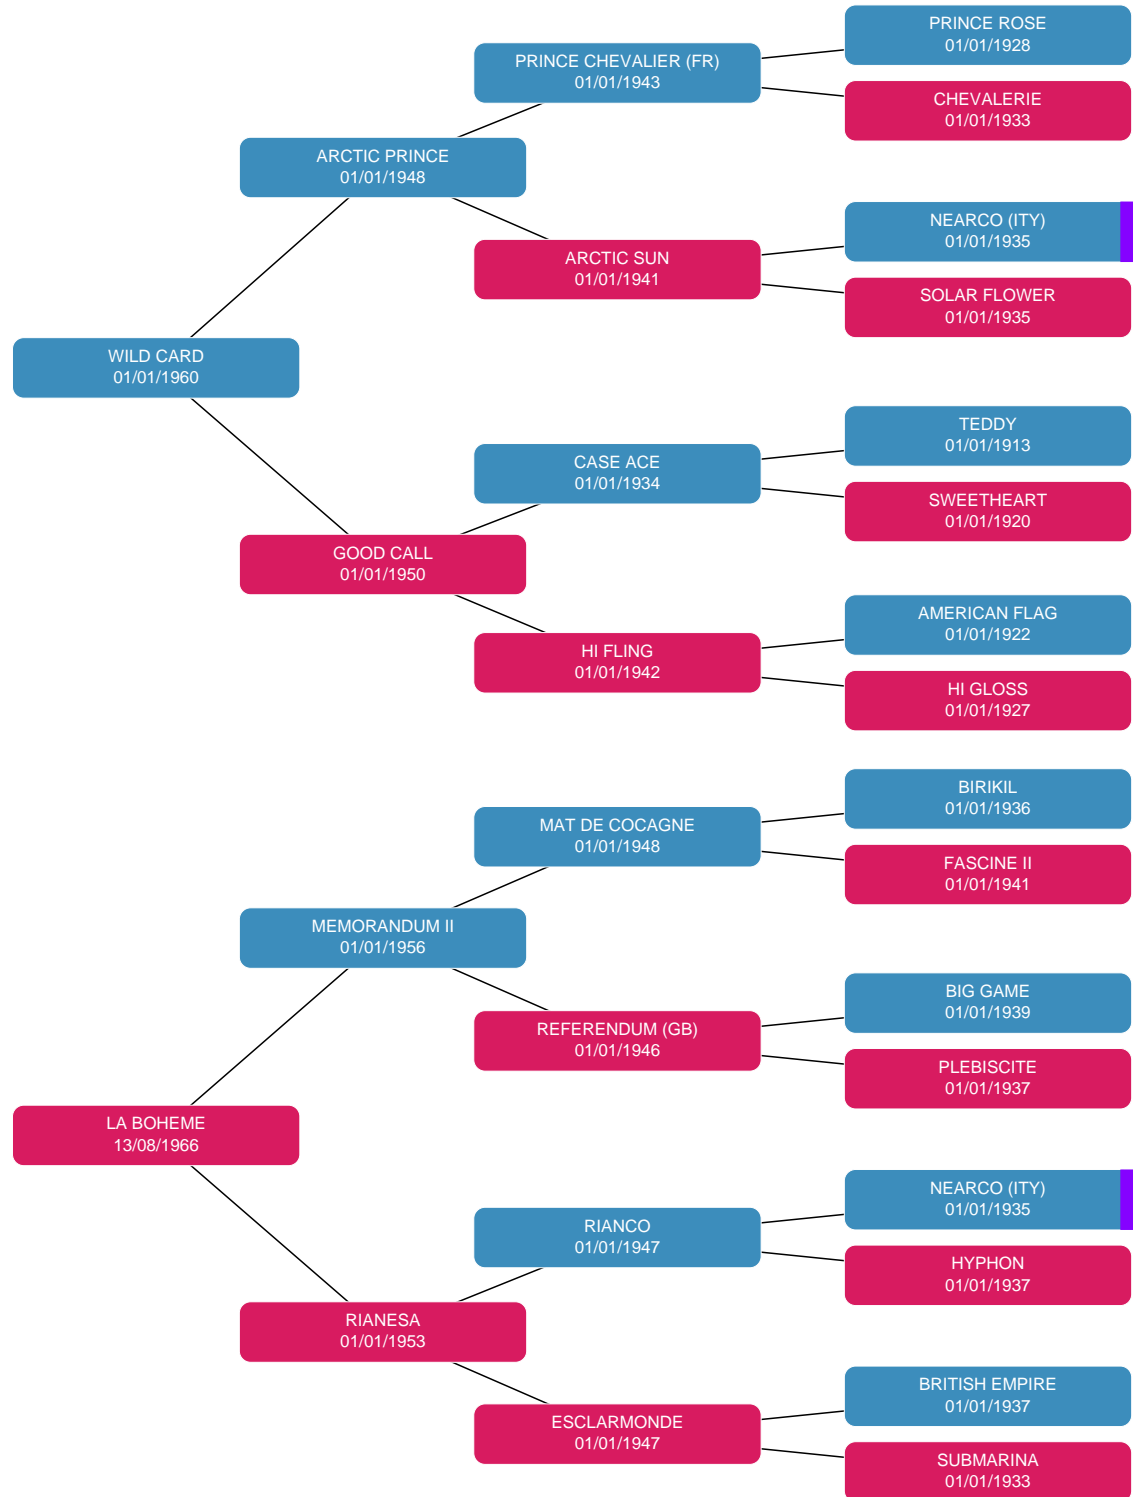 PRINCE ROSE
01/01/1928
PRINCE CHEVALIER (FR)
01/01/1943
CHEVALERIE
01/01/1933
ARCTIC PRINCE
01/01/1948
NEARCO (ITY)
01/01/1935
ARCTIC SUN
01/01/1941
SOLAR FLOWER
01/01/1935
WILD CARD
01/01/1960
TEDDY
01/01/1913
CASE ACE
01/01/1934
SWEETHEART
01/01/1920
GOOD CALL
01/01/1950
AMERICAN FLAG
01/01/1922
HI FLING
01/01/1942
HI GLOSS
01/01/1927
BIRIKIL
01/01/1936
MAT DE COCAGNE
01/01/1948
FASCINE II
01/01/1941
MEMORANDUM II
01/01/1956
BIG GAME
01/01/1939
REFERENDUM (GB)
01/01/1946
PLEBISCITE
01/01/1937
LA BOHEME
13/08/1966
NEARCO (ITY)
01/01/1935
RIANCO
01/01/1947
HYPHON
01/01/1937
RIANESA
01/01/1953
BRITISH EMPIRE
01/01/1937
ESCLARMONDE
01/01/1947
SUBMARINA
01/01/1933